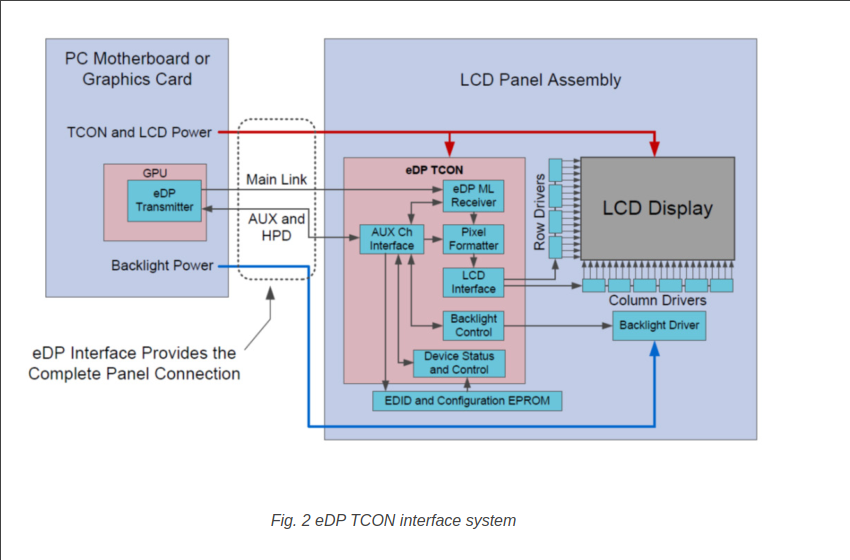 PC Motherboard or
Graphics Card
LCD Panel Assembly
TCON and LCD Power
GPU
eDP
Transmitter
Main Link
AUX and
HPD
Backlight Power
eDP TCON
eDP ML
Receiver
AUX Ch
Interface
Pixel
Formatter
LCD
Interface
Backlight
Control
Device Status
and Control
EDID and Configuration EPROM
Row Drivers
LCD Display
Column Drivers
Backlight Driver
eDP Interface Provides the
Complete Panel Connection
Fig. 2 eDP TCON interface system